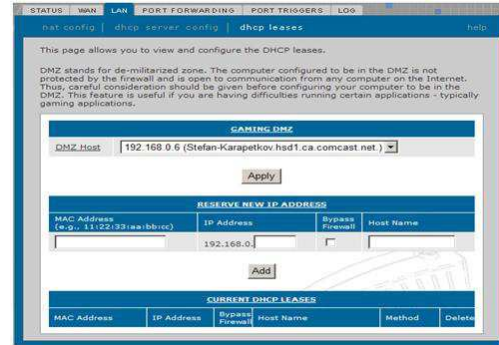 STATUS WAN LAN PORT FORWARDING PORT TRIGGERS LOG
nat config | dhcp server config | dhcp leases help
This page allows you to view and configure the DHCP leases.
DMZ stands for de-militarized zone. The computer configured to be in the DMZ is not
protected by the firewall and is open to communication from any computer on the Internet.
Thus, careful consideration should be given before configuring your computer to be in the
DMZ. This feature is useful if you are having difficulties running certain applications - typically
gaming applications.
GAMING DMZ
DMZ Host 192.168.0.6 (Stefan-Karapetkov.hsd1.ca.comcast.net.)
Apply
RESERVE NEW IP ADDRESS
MAC Address
(e.g., 11:22:33:aa:bb:cc) IP Address Bypass
Firewall Host Name
192.168.0.
Add
CURRENT DHCP LEASES
MAC Address IP Address Bypass
Firewall Host Name Method Delete